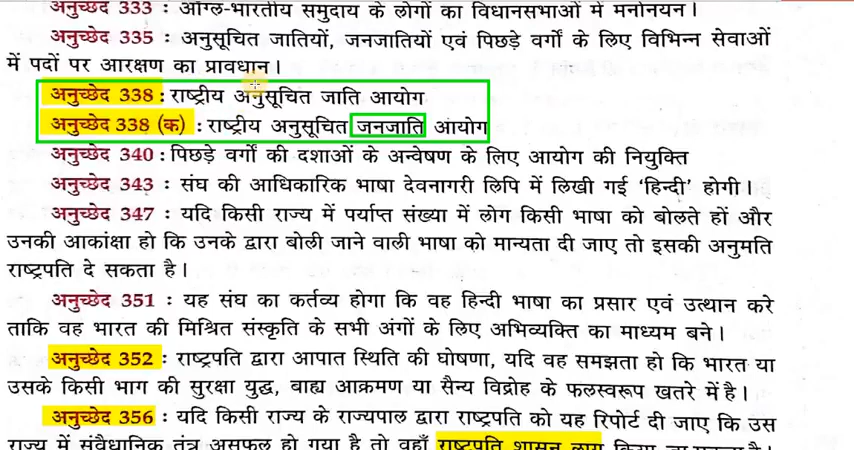 अनुच्छेद 333 : आंग्ल-भारतीय समुदाय के लोगों का विधानसभाओं में मनोनयन।
अनुच्छेद 335 : अनुसूचित जातियों, जनजातियों एवं पिछड़े वर्गों के लिए विभिन्न सेवाओं
में पदों पर आरक्षण का प्रावधान।
अनुच्छेद 338 : राष्ट्रीय अनुसूचित जाति आयोग
अनुच्छेद 338 (क) : राष्ट्रीय अनुसूचित जनजाति आयोग
अनुच्छेद 340 : पिछड़े वर्गों की दशाओं के अन्वेषण के लिए आयोग की नियुक्ति
अनुच्छेद 343 : संघ की आधिकारिक भाषा देवनागरी लिपि में लिखी गई 'हिन्दी' होगी।
अनुच्छेद 347 : यदि किसी राज्य में पर्याप्त संख्या में लोग किसी भाषा को बोलते हों और
उनकी आकांक्षा हो कि उनके द्वारा बोली जाने वाली भाषा को मान्यता दी जाए तो इसकी अनुमति
राष्ट्रपति दे सकता है।
अनुच्छेद 351 : यह संघ का कर्तव्य होगा कि वह हिन्दी भाषा का प्रसार एवं उत्थान करे
ताकि वह भारत की मिश्रित संस्कृति के सभी अंगों के लिए अभिव्यक्ति का माध्यम बने।
अनुच्छेद 352 : राष्ट्रपति द्वारा आपात स्थिति की घोषणा, यदि वह समझता हो कि भारत या
उसके किसी भाग की सुरक्षा युद्ध, बाह्य आक्रमण या सैन्य विद्रोह के फलस्वरूप खतरे में है।
अनुच्छेद 356 : यदि किसी राज्य के राज्यपाल द्वारा राष्ट्रपति को यह रिपोर्ट दी जाए कि उस
राज्य में संवैधानिक तंत्र असफल हो गया है तो वहाँ राष्ट्रपति शासन लागू किया जा सकता है।